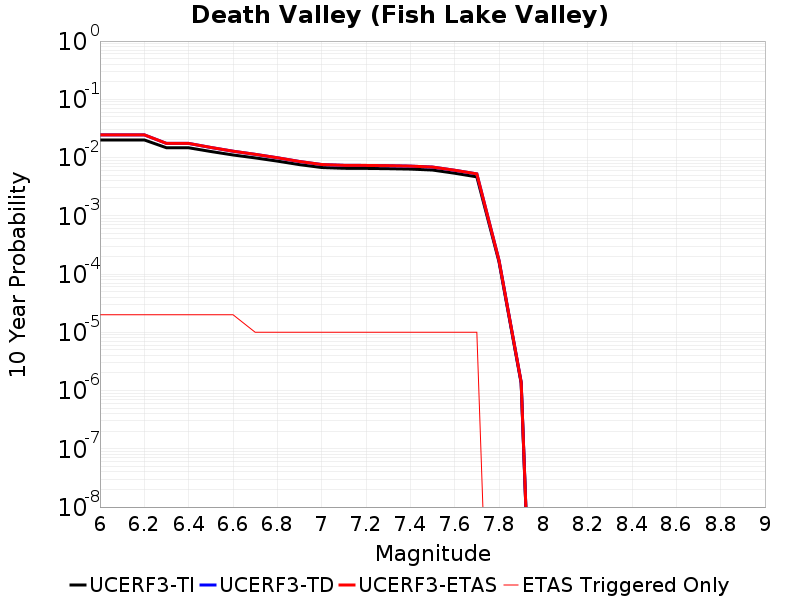 Death Valley (Fish Lake Valley)
10^0
10^-1
10^-2
10^-3
10^-4
10^-5
10^-6
10^-7
10^-8
10 Year Probability
6 6.2 6.4 6.6 6.8 7 7.2 7.4 7.6 7.8 8 8.2 8.4 8.6 8.8 9
Magnitude
UCERF3-TI UCERF3-TD UCERF3-ETAS ETAS Triggered Only